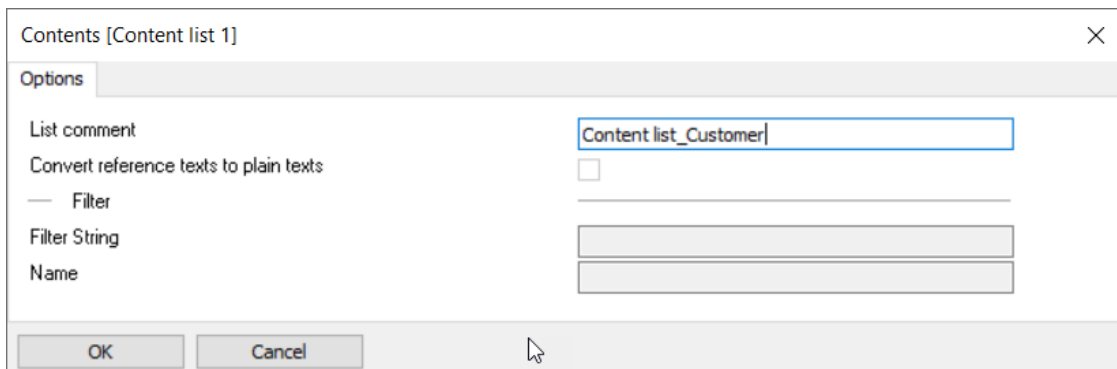 Contents [Content list 1]
Options
List comment
Content list_Customer
Convert reference texts to plain texts
Filter
Filter String
Name
OK
Cancel